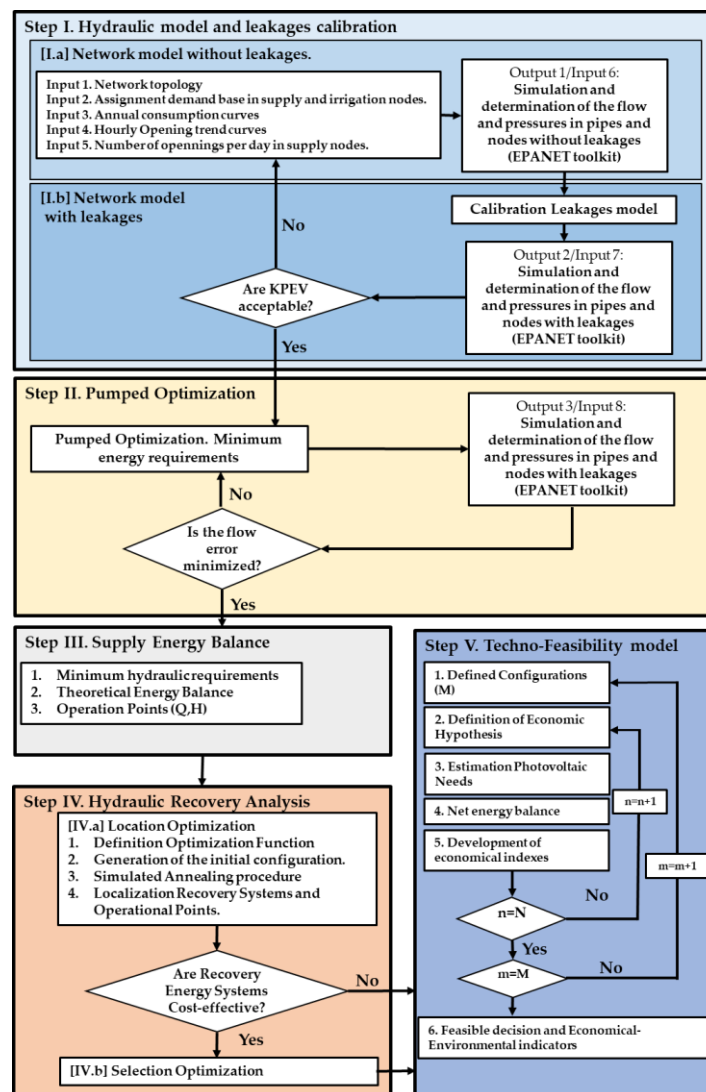 Step I. Hydraulic model and leakages calibration
[I.a] Network model without leakages.
Input 1. Network topology
Input 2. Assignment demand base in supply and irrigation nodes.
Input 3. Annual consumption curves
Input 4. Hourly Opening trend curves
Input 5. Number of opennings per day in supply nodes.
Output 1/Input 6:
Simulation and
determination of the flow
and pressures in pipes and
nodes without leakages
(EPANET toolkit)
[I.b] Network model
with leakages
No
Calibration Leakages model
Output 2/Input 7:
Simulation and
determination of the flow
and pressures in pipes and
nodes with leakages
(EPANET toolkit)
Are KPEV
acceptable?
Yes
Step II. Pumped Optimization
Pumped Optimization. Minimum
energy requirements
Output 3/Input 8:
Simulation and
determination of the flow
and pressures in pipes and
nodes with leakages
(EPANET toolkit)
No
Is the flow
error
minimized?
Yes
Step III. Supply Energy Balance
1. Minimum hydraulic requirements
2. Theoretical Energy Balance
3. Operation Points (Q,H)
Step IV. Hydraulic Recovery Analysis
[IV.a] Location Optimization
1. Definition Optimization Function
2. Generation of the initial configuration.
3. Simulated Annealing procedure
4. Localization Recovery Systems and
Operational Points.
Are Recovery
Energy Systems
Cost-effective?
No
Yes
[IV.b] Selection Optimization
Step V. Techno-Feasibility model
1. Defined Configurations
(M)
2. Definition of Economic
Hypothesis
3. Estimation Photovoltaic
Needs
n=n+1
4. Net energy balance
5. Development of
economical indexes
m=m+1
n=N
No
Yes
m=M
No
6. Feasible decision and Economical-
Environmental indicators